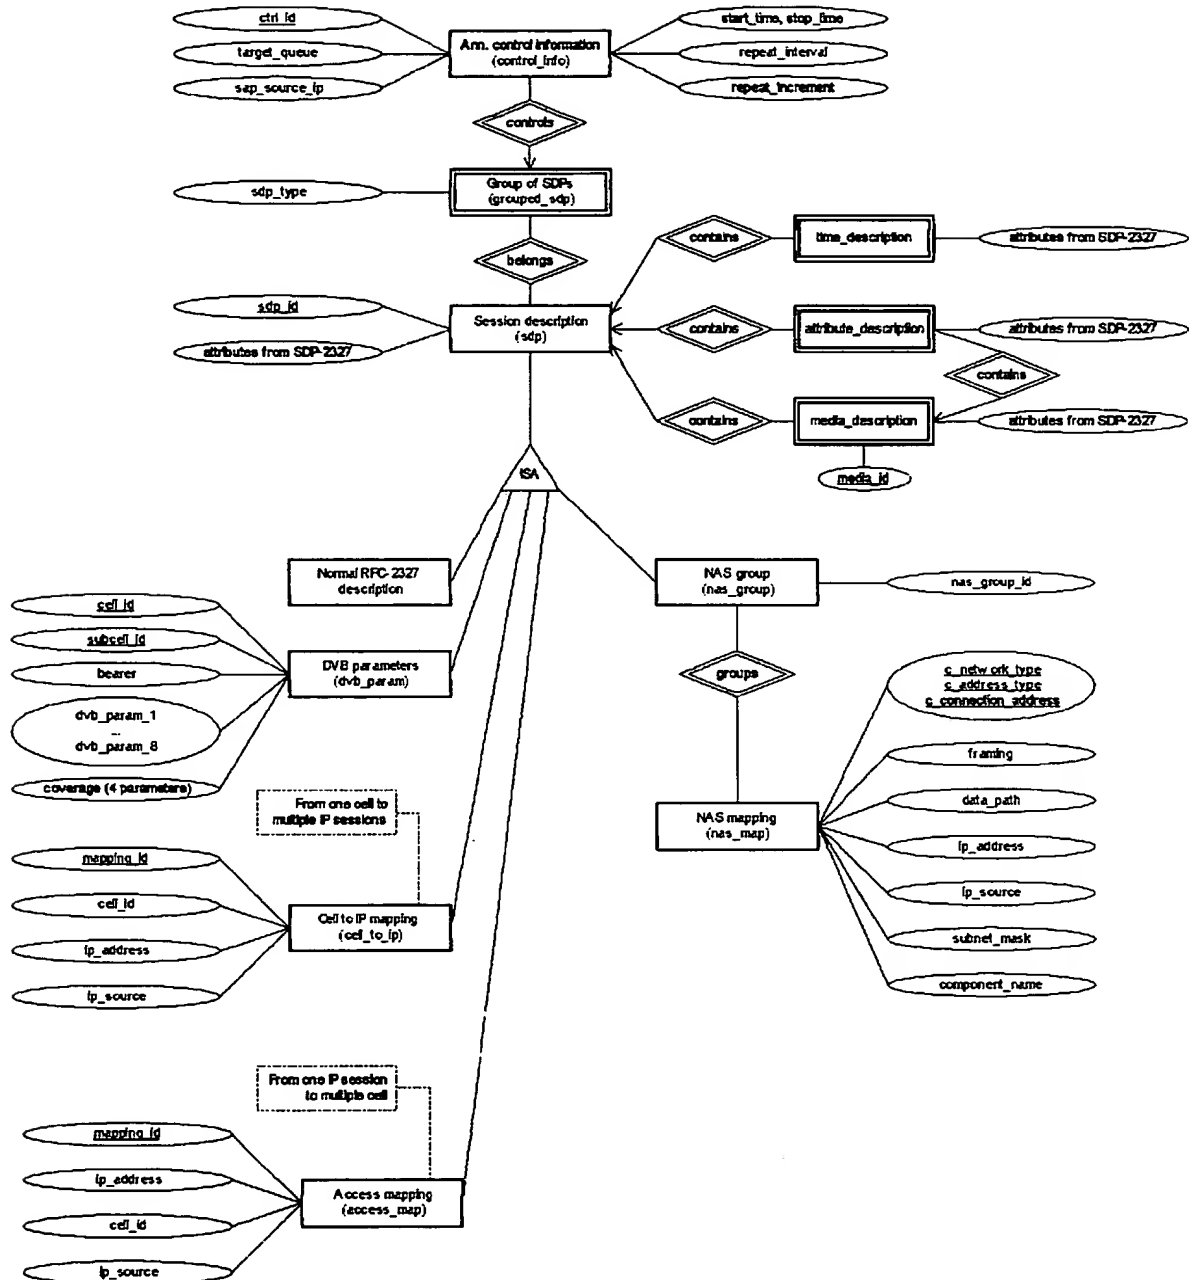 ctrl_id
target_queue
sap_source_ip
Ann. control information
(control_info)
start_time, stop_time
repeat_interval
repeat_increment
controls
sdp_type
Group of SDPs
(grouped_sdp)
belongs
contains
time_description
attributes from SDP-2327
sdp_id
attributes from SDP-2327
Session description
(sdp)
contains
attribute_description
attributes from SDP-2327
contains
contains
media_description
attributes from SDP-2327
media_id
ISA
Normal RFC-2327
description
NAS group
(nas_group)
nas_group_id
cell_id
subcell_id
bearer
dvb_param_1
...
dvb_param_8
coverage (4 parameters)
DVB parameters
(dvb_param)
groups
c_network_type
c_address_type
c_connection_address
framing
data_path
ip_address
ip_source
subnet_mask
component_name
NAS mapping
(nas_map)
From one cell to
multiple IP sessions
mapping_id
cell_id
ip_address
ip_source
Cell to IP mapping
(cell_to_ip)
From one IP session
to multiple cell
mapping_id
ip_address
cell_id
ip_source
Access mapping
(access_map)